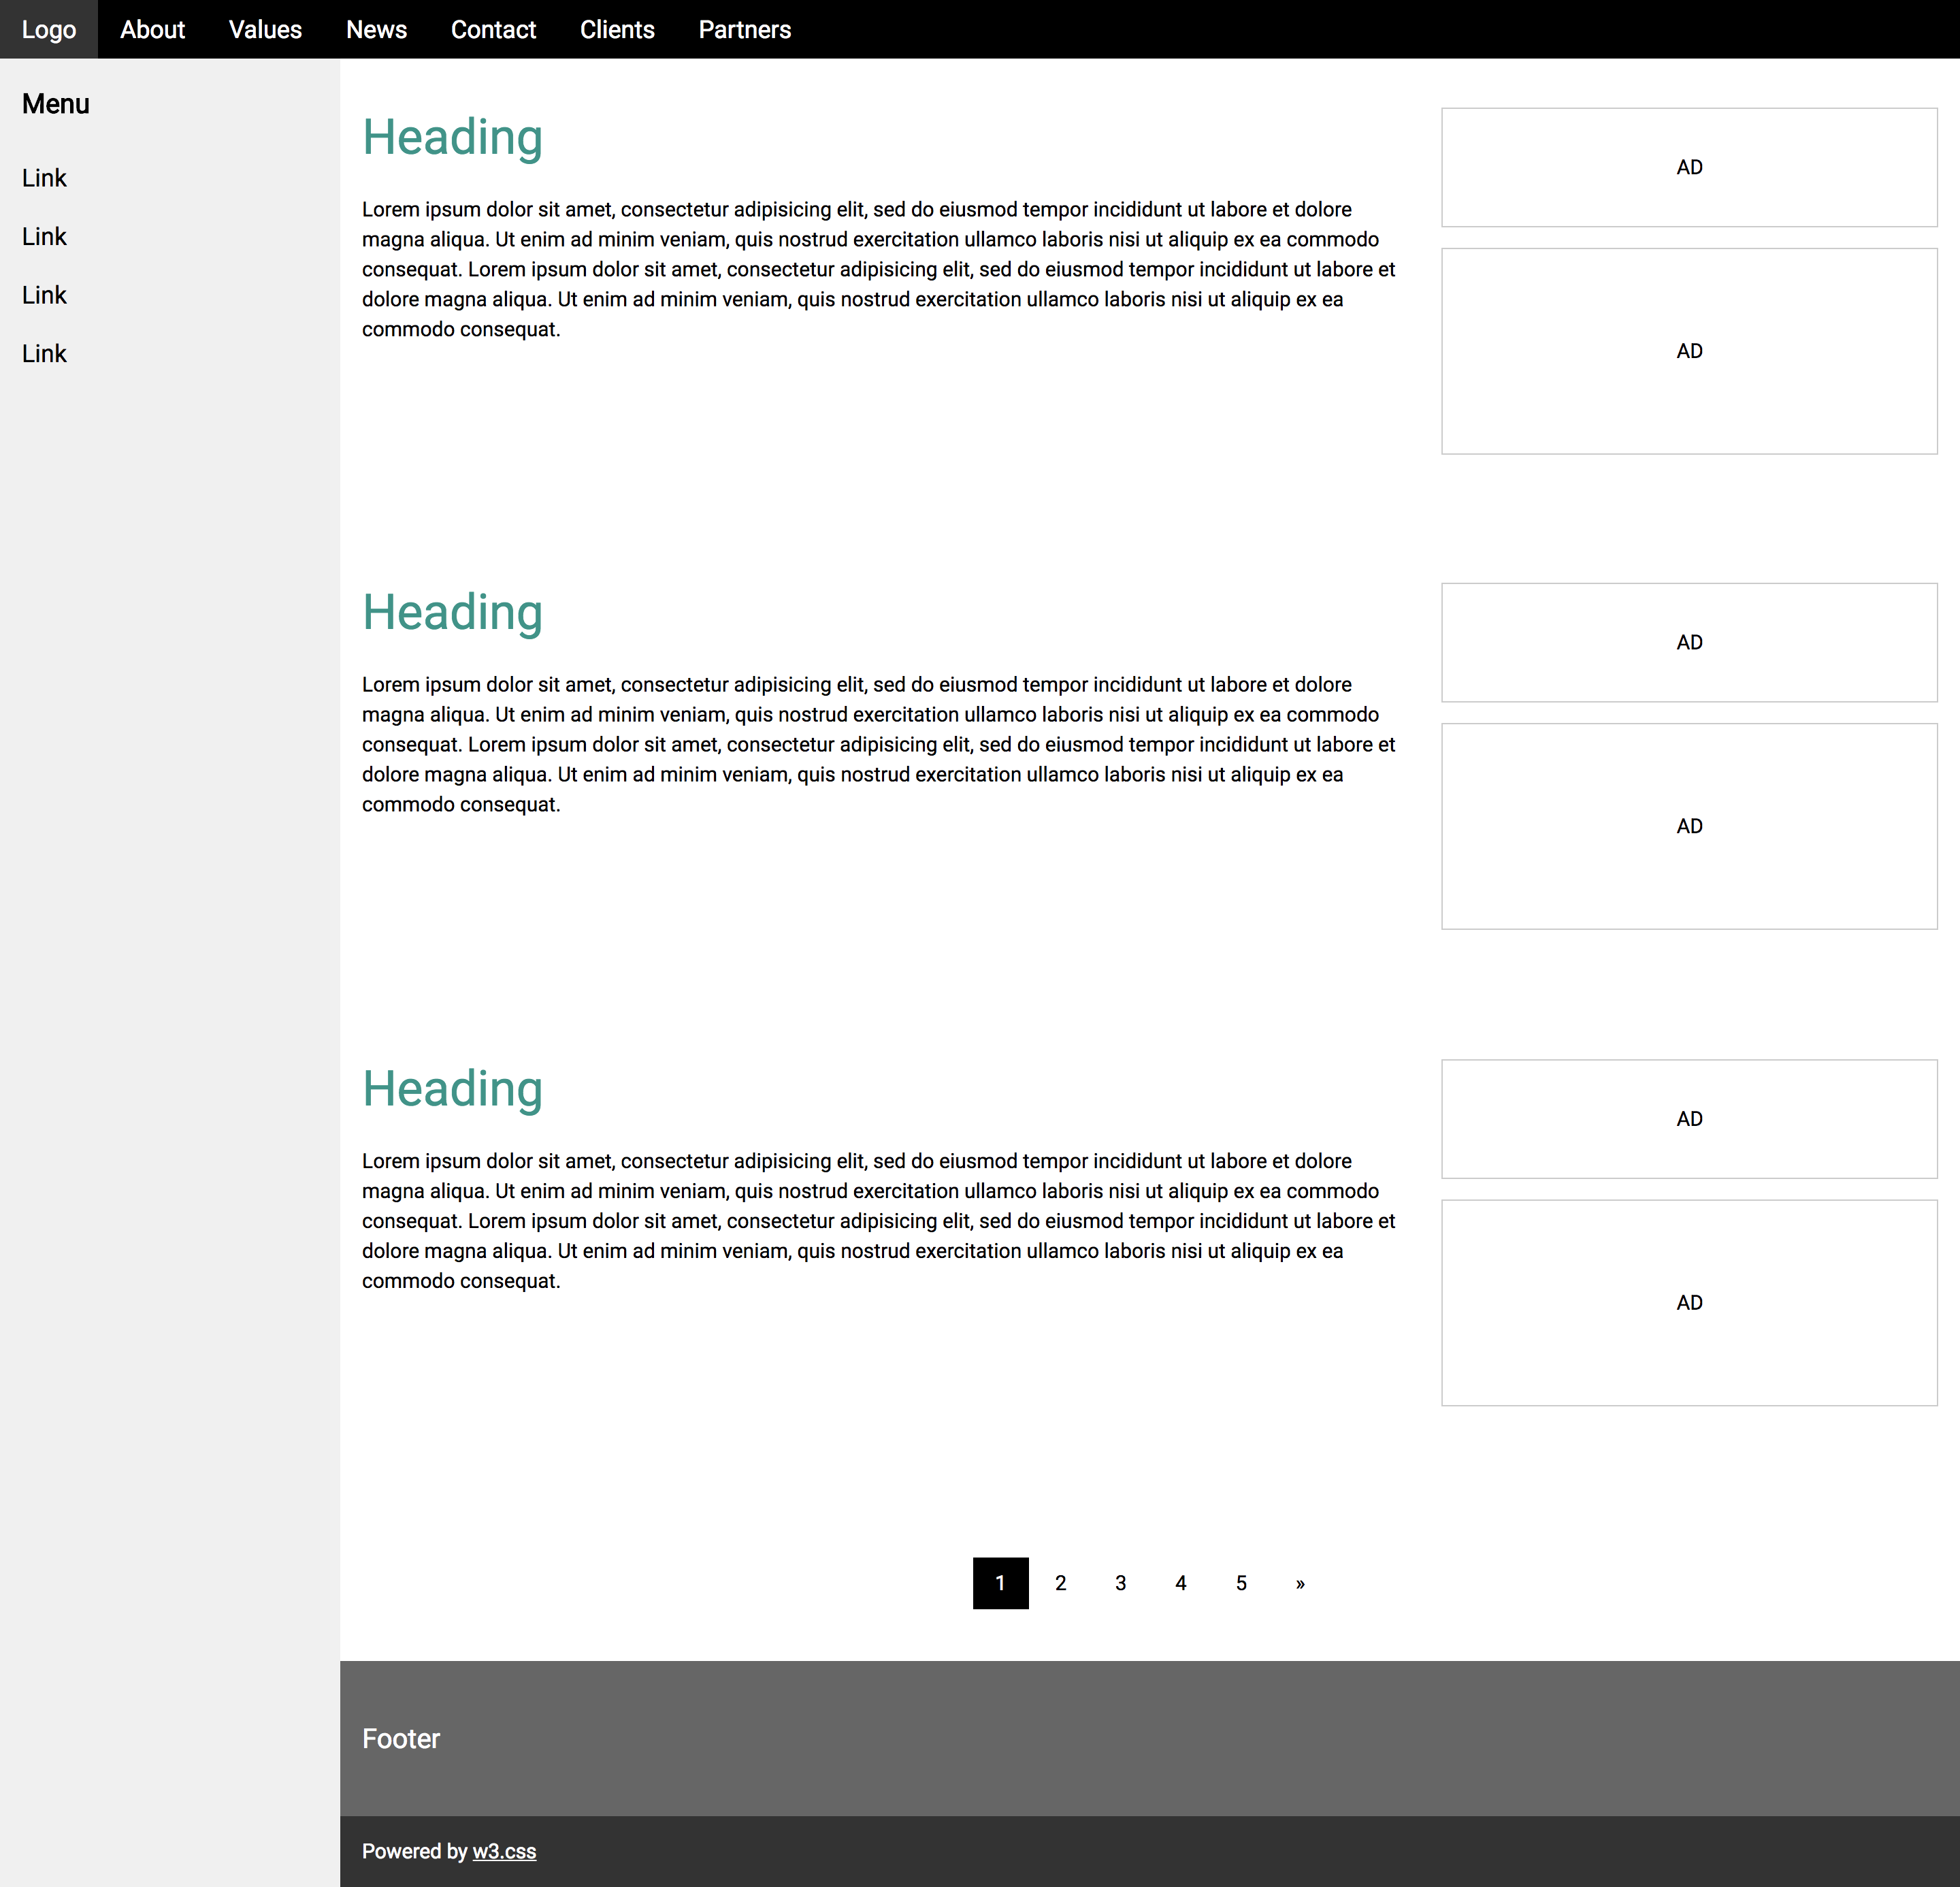 Logo About Values News Contact Clients Partners
Menu
Link
Link
Link
Link
Heading
Lorem ipsum dolor sit amet, consectetur adipisicing elit, sed do eiusmod tempor incididunt ut labore et dolore
magna aliqua. Ut enim ad minim veniam, quis nostrud exercitation ullamco laboris nisi ut aliquip ex ea commodo
consequat. Lorem ipsum dolor sit amet, consectetur adipisicing elit, sed do eiusmod tempor incididunt ut labore et
dolore magna aliqua. Ut enim ad minim veniam, quis nostrud exercitation ullamco laboris nisi ut aliquip ex ea
commodo consequat.
AD
AD
Heading
Lorem ipsum dolor sit amet, consectetur adipisicing elit, sed do eiusmod tempor incididunt ut labore et dolore
magna aliqua. Ut enim ad minim veniam, quis nostrud exercitation ullamco laboris nisi ut aliquip ex ea commodo
consequat. Lorem ipsum dolor sit amet, consectetur adipisicing elit, sed do eiusmod tempor incididunt ut labore et
dolore magna aliqua. Ut enim ad minim veniam, quis nostrud exercitation ullamco laboris nisi ut aliquip ex ea
commodo consequat.
AD
AD
Heading
Lorem ipsum dolor sit amet, consectetur adipisicing elit, sed do eiusmod tempor incididunt ut labore et dolore
magna aliqua. Ut enim ad minim veniam, quis nostrud exercitation ullamco laboris nisi ut aliquip ex ea commodo
consequat. Lorem ipsum dolor sit amet, consectetur adipisicing elit, sed do eiusmod tempor incididunt ut labore et
dolore magna aliqua. Ut enim ad minim veniam, quis nostrud exercitation ullamco laboris nisi ut aliquip ex ea
commodo consequat.
AD
AD
1 2 3 4 5 »
Footer
Powered by w3.css